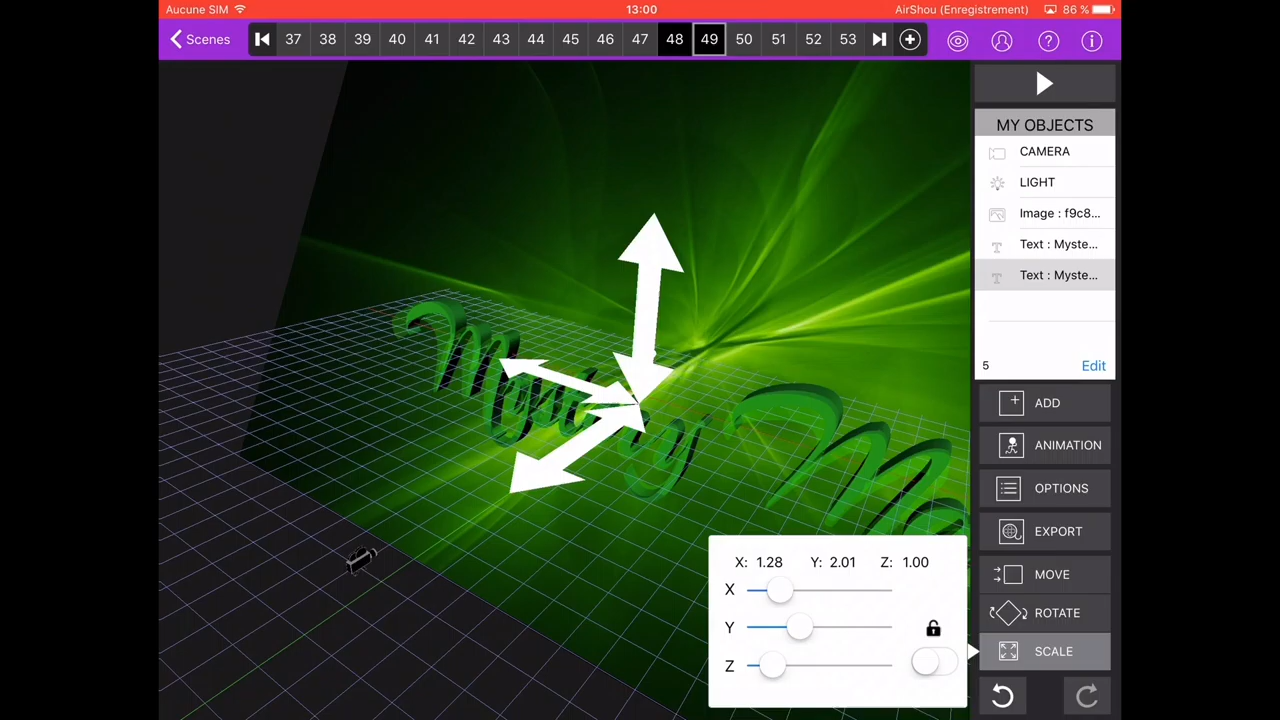 Aucune SIM 13:00 AirShou (Enregistrement) 86 %
Scenes 37 38 39 40 41 42 43 44 45 46 47 48 49 50 51 52 53
MY OBJECTS
CAMERA
LIGHT
Image : f9c8...
Text : Myste...
Text : Myste...
5 Edit
ADD
ANIMATION
OPTIONS
EXPORT
MOVE
ROTATE
SCALE
X: 1.28 Y: 2.01 Z: 1.00
X
Y
Z